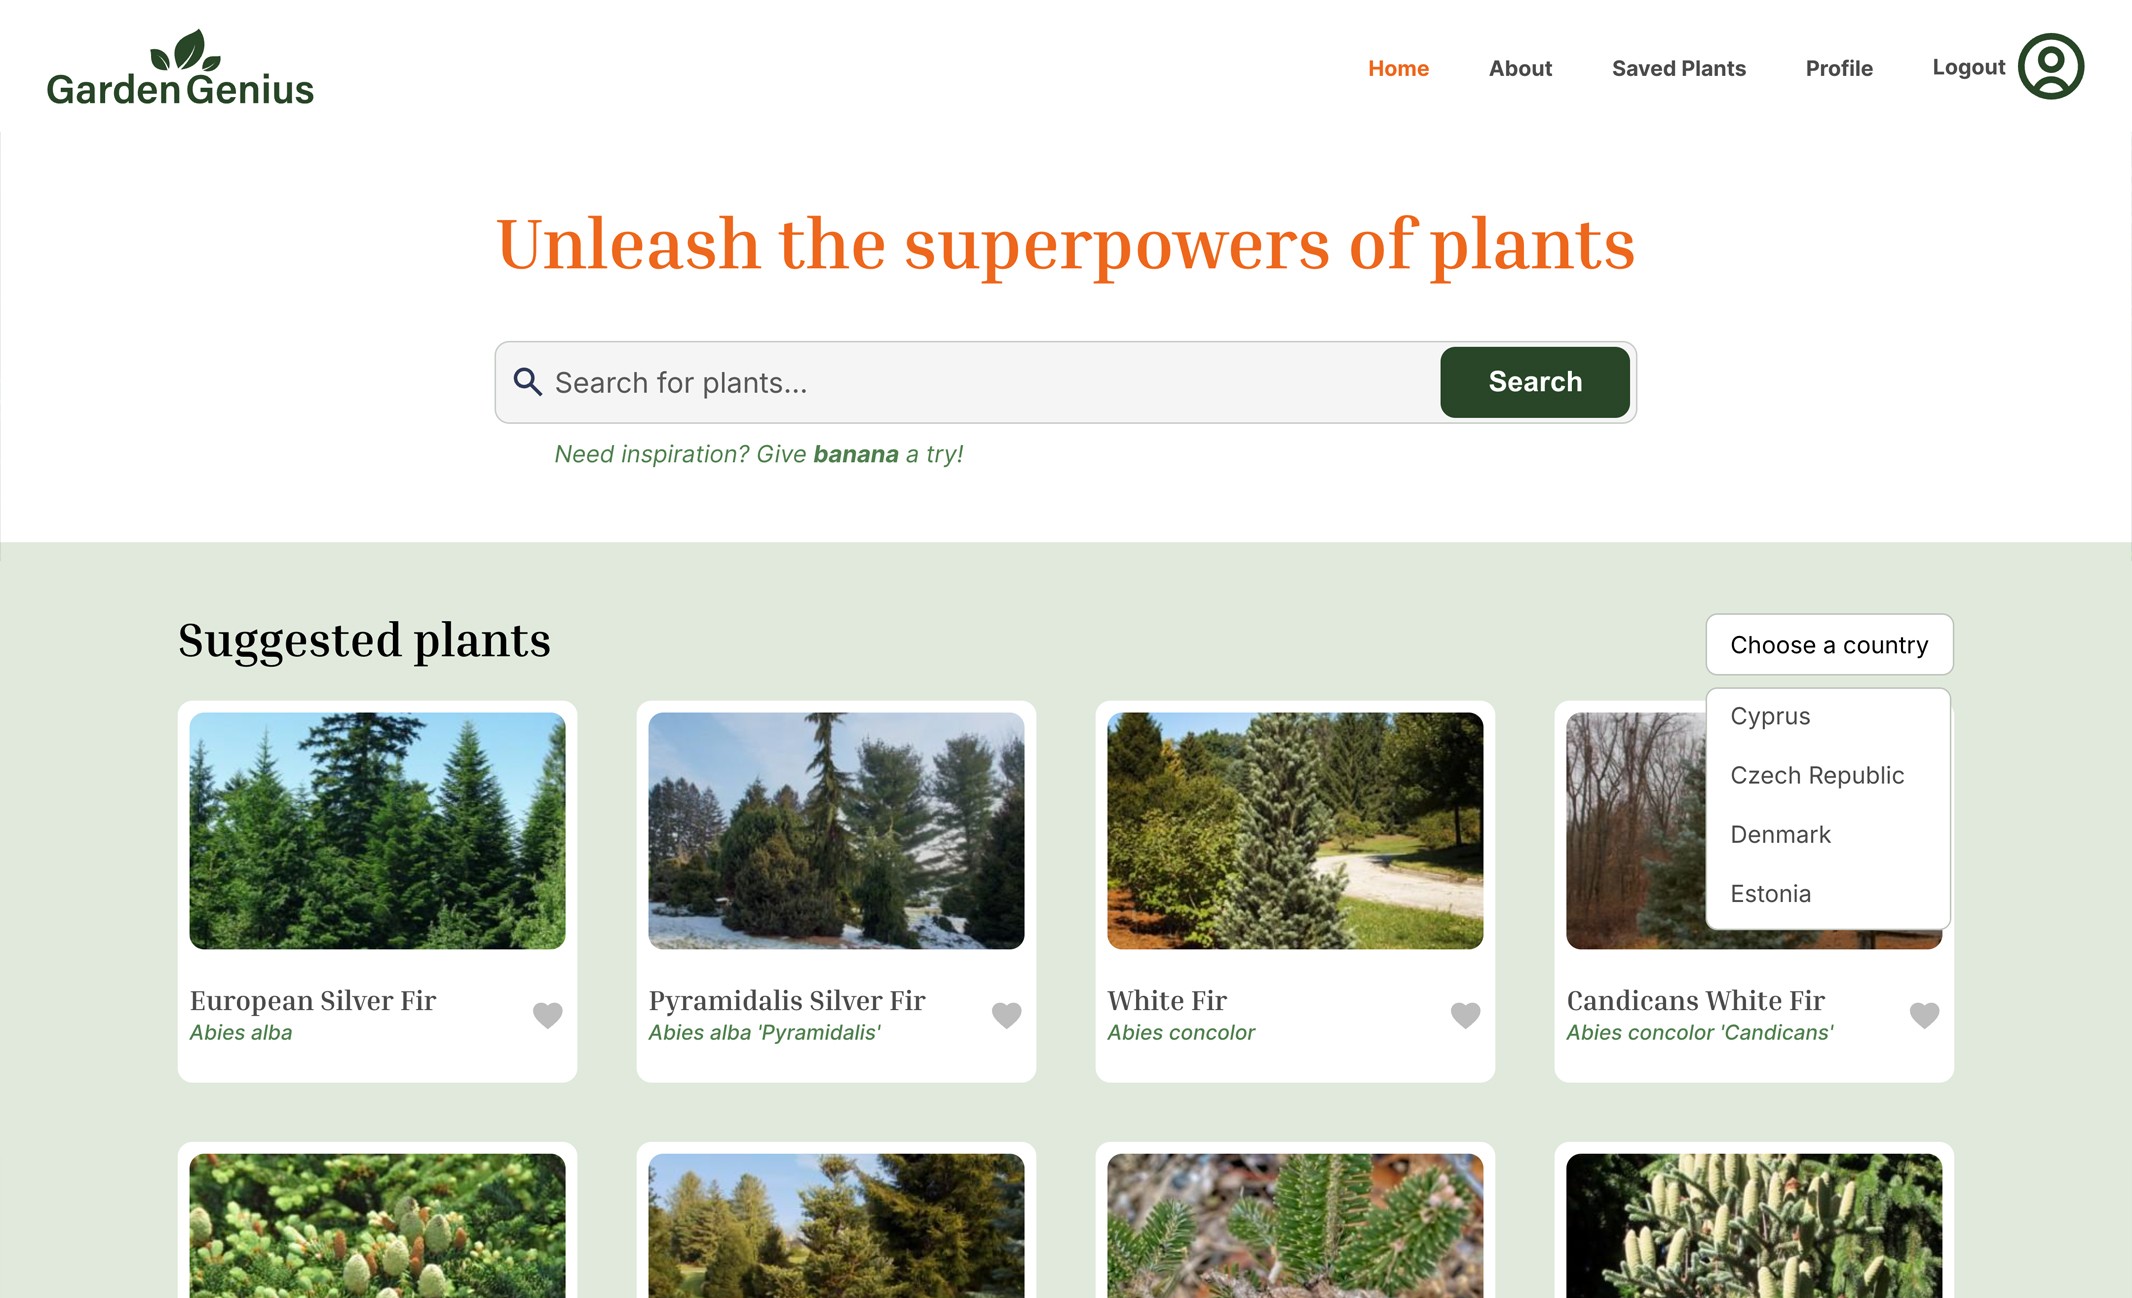 GardenGenius
Home About Saved Plants Profile Logout
Unleash the superpowers of plants
Search for plants... Search
Need inspiration? Give banana a try!
Suggested plants
Choose a country
Cyprus
Czech Republic
Denmark
Estonia
European Silver Fir
Abies alba
Pyramidalis Silver Fir
Abies alba 'Pyramidalis'
White Fir
Abies concolor
Candicans White Fir
Abies concolor 'Candicans'